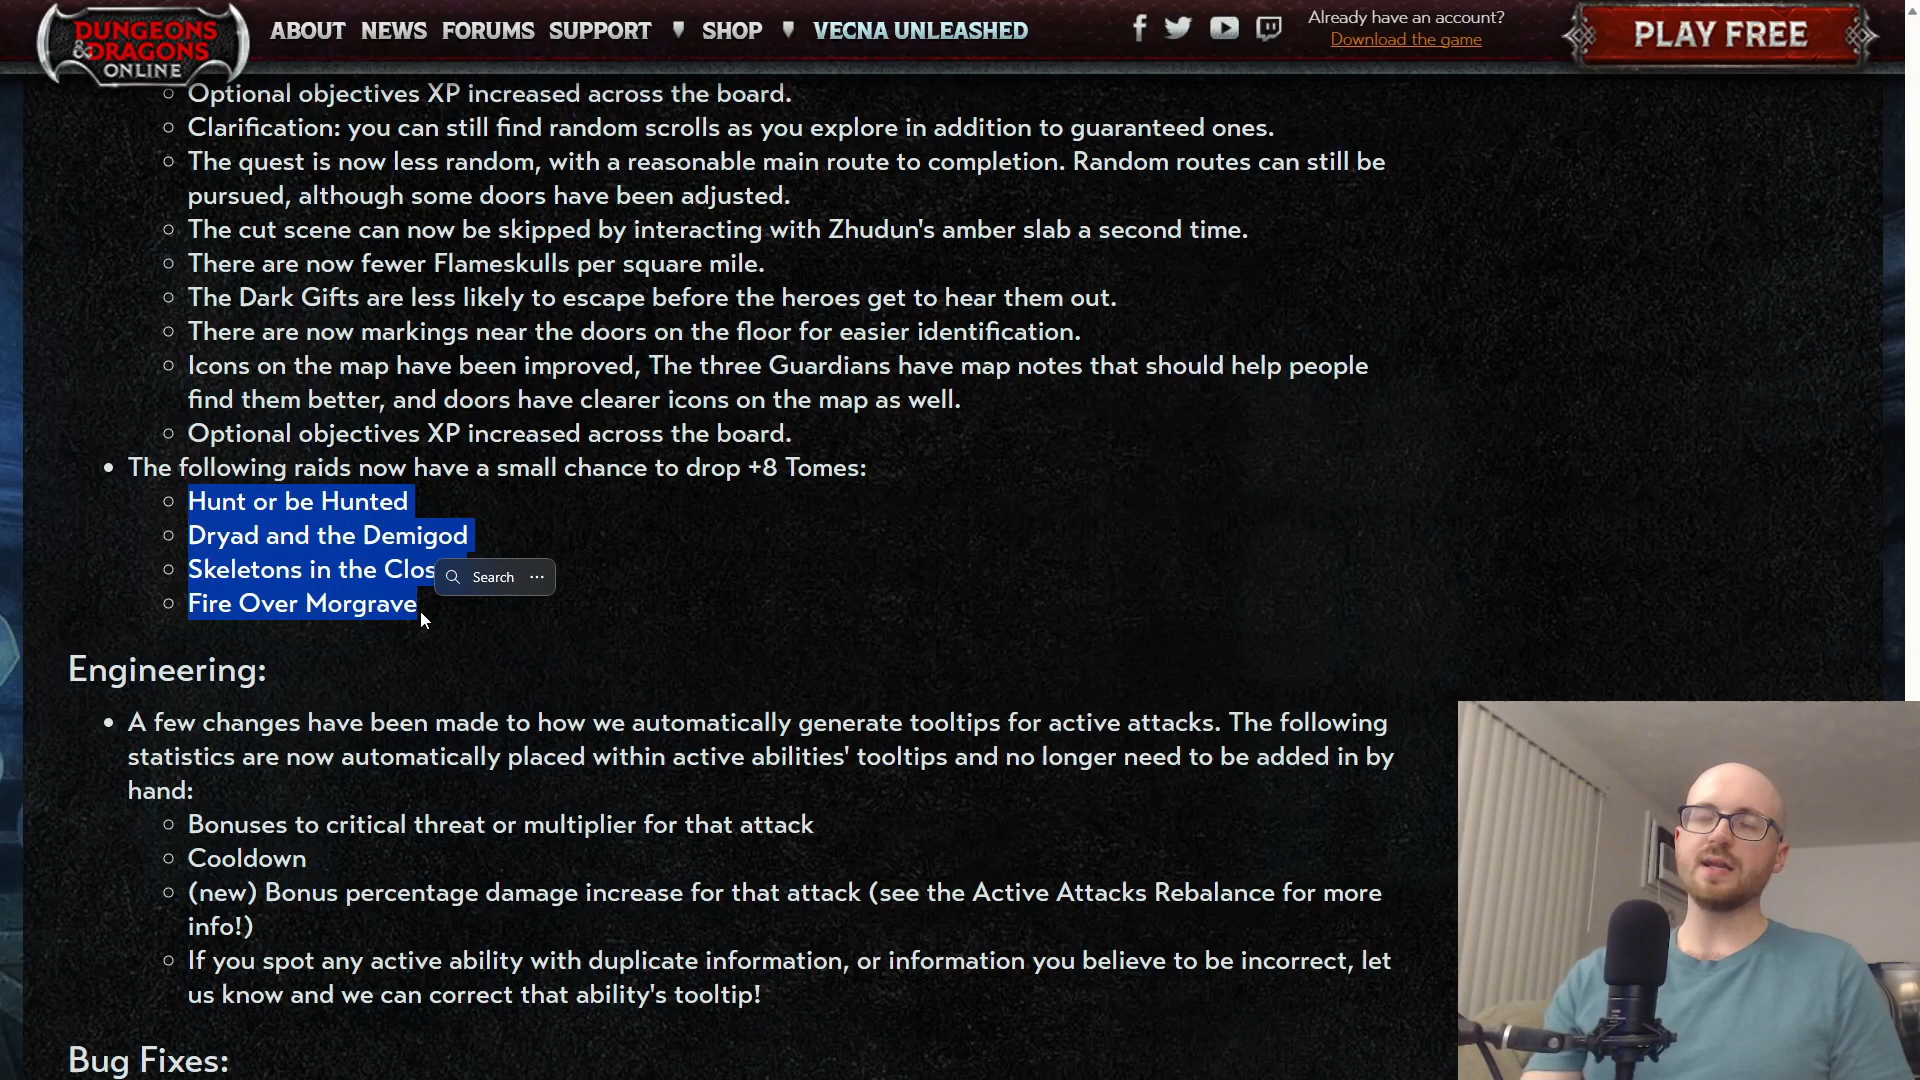 DUNGEONS
& DRAGONS
ONLINE
ABOUT NEWS FORUMS SUPPORT SHOP VECNA UNLEASHED
Already have an account?
Download the game
PLAY FREE
Optional objectives XP increased across the board.
Clarification: you can still find random scrolls as you explore in addition to guaranteed ones.
The quest is now less random, with a reasonable main route to completion. Random routes can still be
pursued, although some doors have been adjusted.
The cut scene can now be skipped by interacting with Zhudun's amber slab a second time.
There are now fewer Flameskulls per square mile.
The Dark Gifts are less likely to escape before the heroes get to hear them out.
There are now markings near the doors on the floor for easier identification.
Icons on the map have been improved, The three Guardians have map notes that should help people
find them better, and doors have clearer icons on the map as well.
Optional objectives XP increased across the board.
The following raids now have a small chance to drop +8 Tomes:
Hunt or be Hunted
Dryad and the Demigod
Skeletons in the Clos
Search ...
Fire Over Morgrave
Engineering:
A few changes have been made to how we automatically generate tooltips for active attacks. The following
statistics are now automatically placed within active abilities' tooltips and no longer need to be added in by
hand:
Bonuses to critical threat or multiplier for that attack
Cooldown
(new) Bonus percentage damage increase for that attack (see the Active Attacks Rebalance for more
info!)
If you spot any active ability with duplicate information, or information you believe to be incorrect, let
us know and we can correct that ability's tooltip!
Bug Fixes: